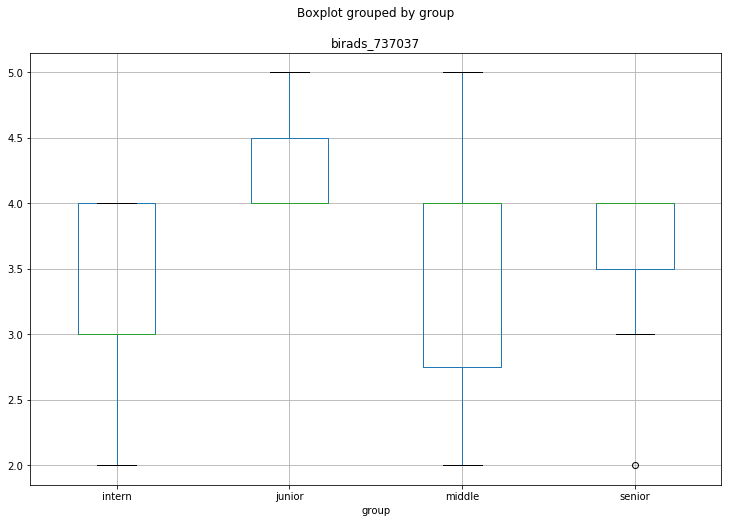 Boxplot grouped by group
birads_737037
5.0
4.5
4.0
3.5
3.0
2.5
2.0
intern junior middle senior
group